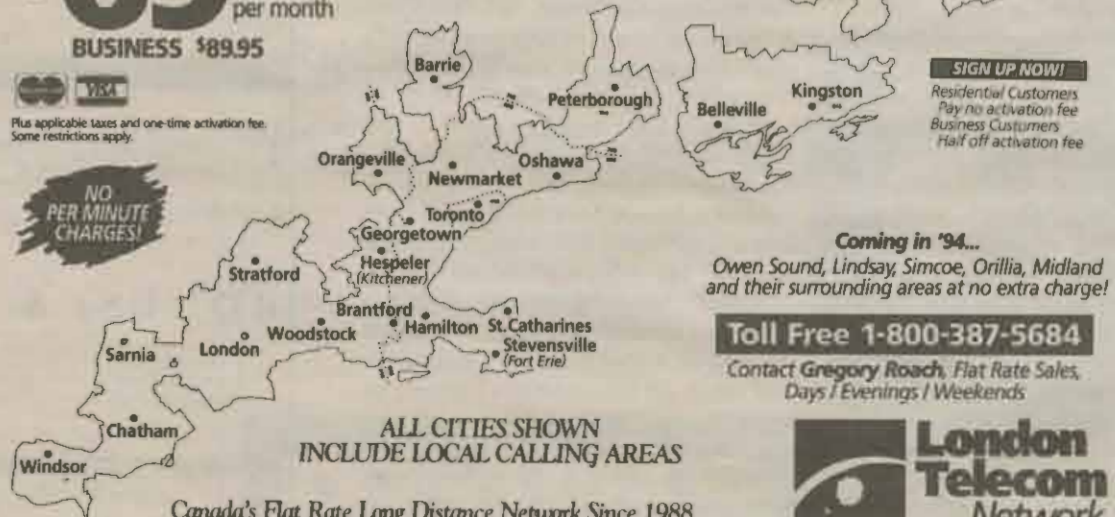 per month
BUSINESS $89.95
VISA
Plus applicable taxes and one-time activation fee.
Some restrictions apply.
NO
PER MINUTE
CHARGES!
Barrie
Peterborough
Orangeville
Newmarket
Oshawa
Toronto
Georgetown
Hespeler
(Kitchener)
Stratford
Brantford
Hamilton
St.Catharines
Stevensville
(Fort Erie)
Woodstock
London
Sarnia
Chatham
Windsor
Belleville
Kingston
SIGN UP NOW!
Residential Customers
Pay no activation fee
Business Customers
Half off activation fee
Coming in '94...
Owen Sound, Lindsay, Simcoe, Orillia, Midland
and their surrounding areas at no extra charge!
Toll Free 1-800-387-5684
Contact Gregory Roach, Flat Rate Sales,
Days / Evenings / Weekends
ALL CITIES SHOWN
INCLUDE LOCAL CALLING AREAS
Canada's Flat Rate Long Distance Network Since 1988
London
Telecom
Network